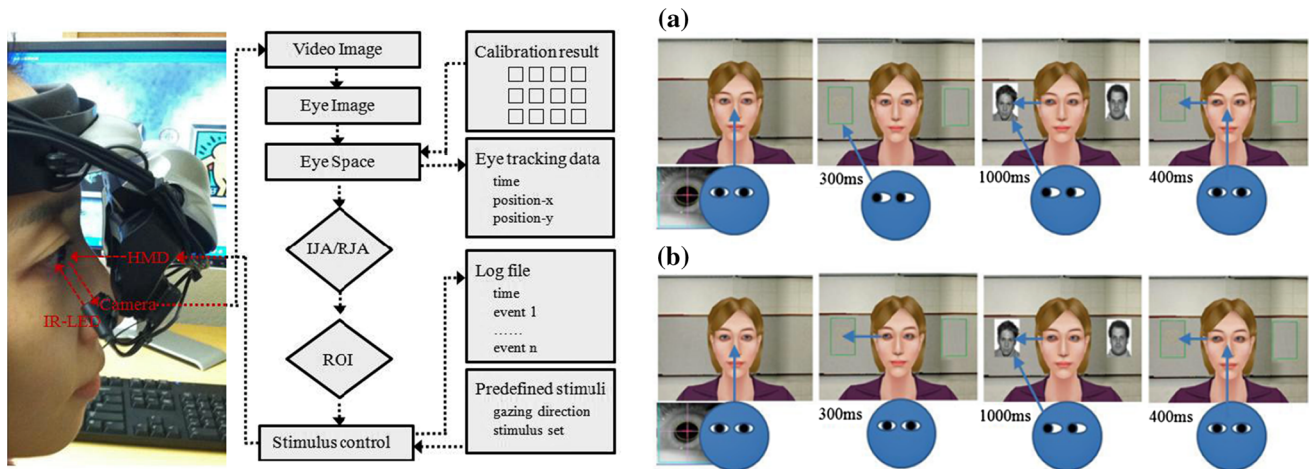 HMD
Camera
IR-LED
Video Image
Eye Image
Eye Space
IJA/RJA
ROI
Stimulus control
Calibration result
Eye tracking data
time
position-x
position-y
Log file
time
event 1
......
event n
Predefined stimuli
gazing direction
stimulus set
(a)
300ms
1000ms
400ms
(b)
300ms
1000ms
400ms